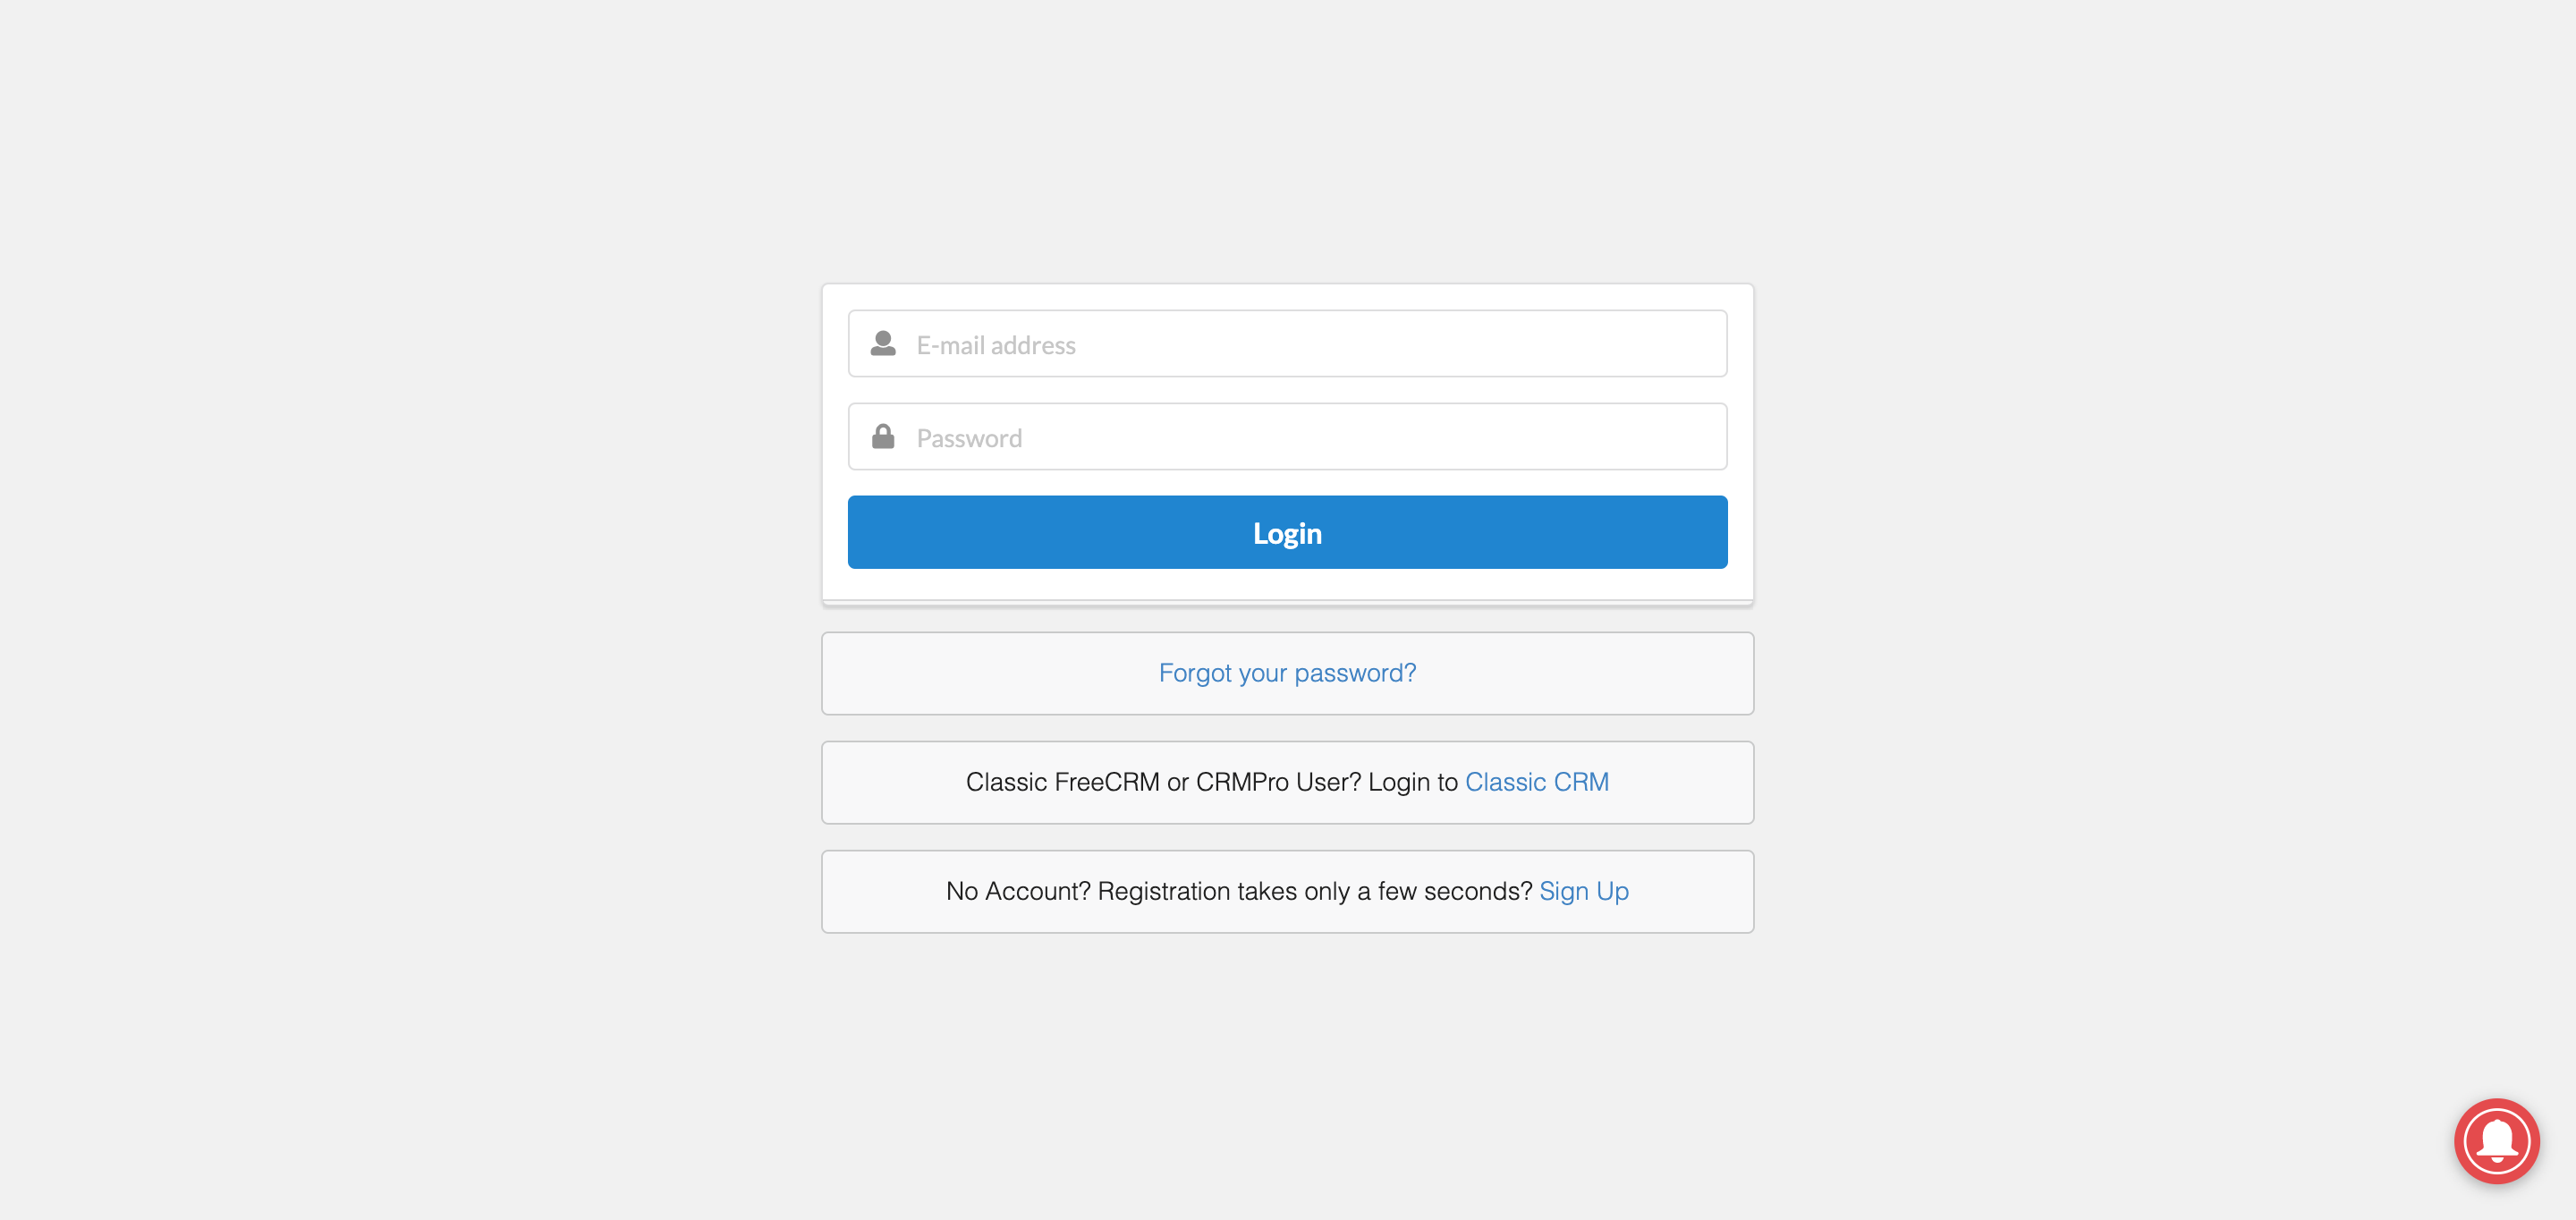 E-mail address
Password
Login
Forgot your password?
Classic FreeCRM or CRMPro User? Login to Classic CRM
No Account? Registration takes only a few seconds? Sign Up